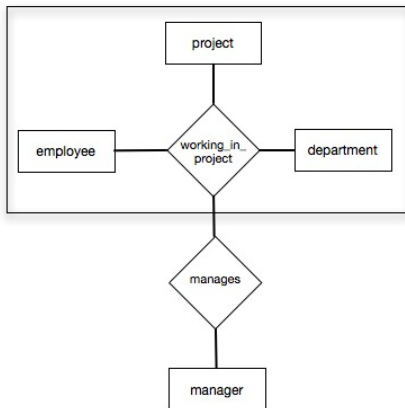 project
employee
working_in_
project
department
manages
manager